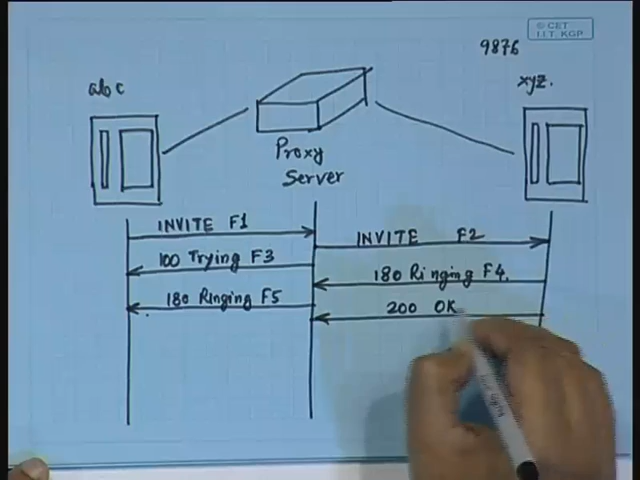 © CET
I.I.T. KGP
9876
abc
xyz.
Proxy
Server
INVITE F1
INVITE F2
100 Trying F3
180 Ringing F4.
180 Ringing F5
200 OK